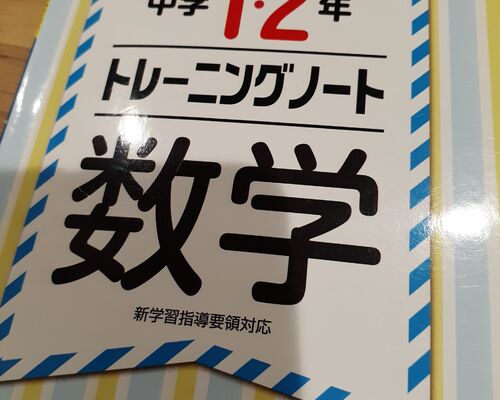 中学1・2年
トレーニングノート
数学
新学習指導要領対応